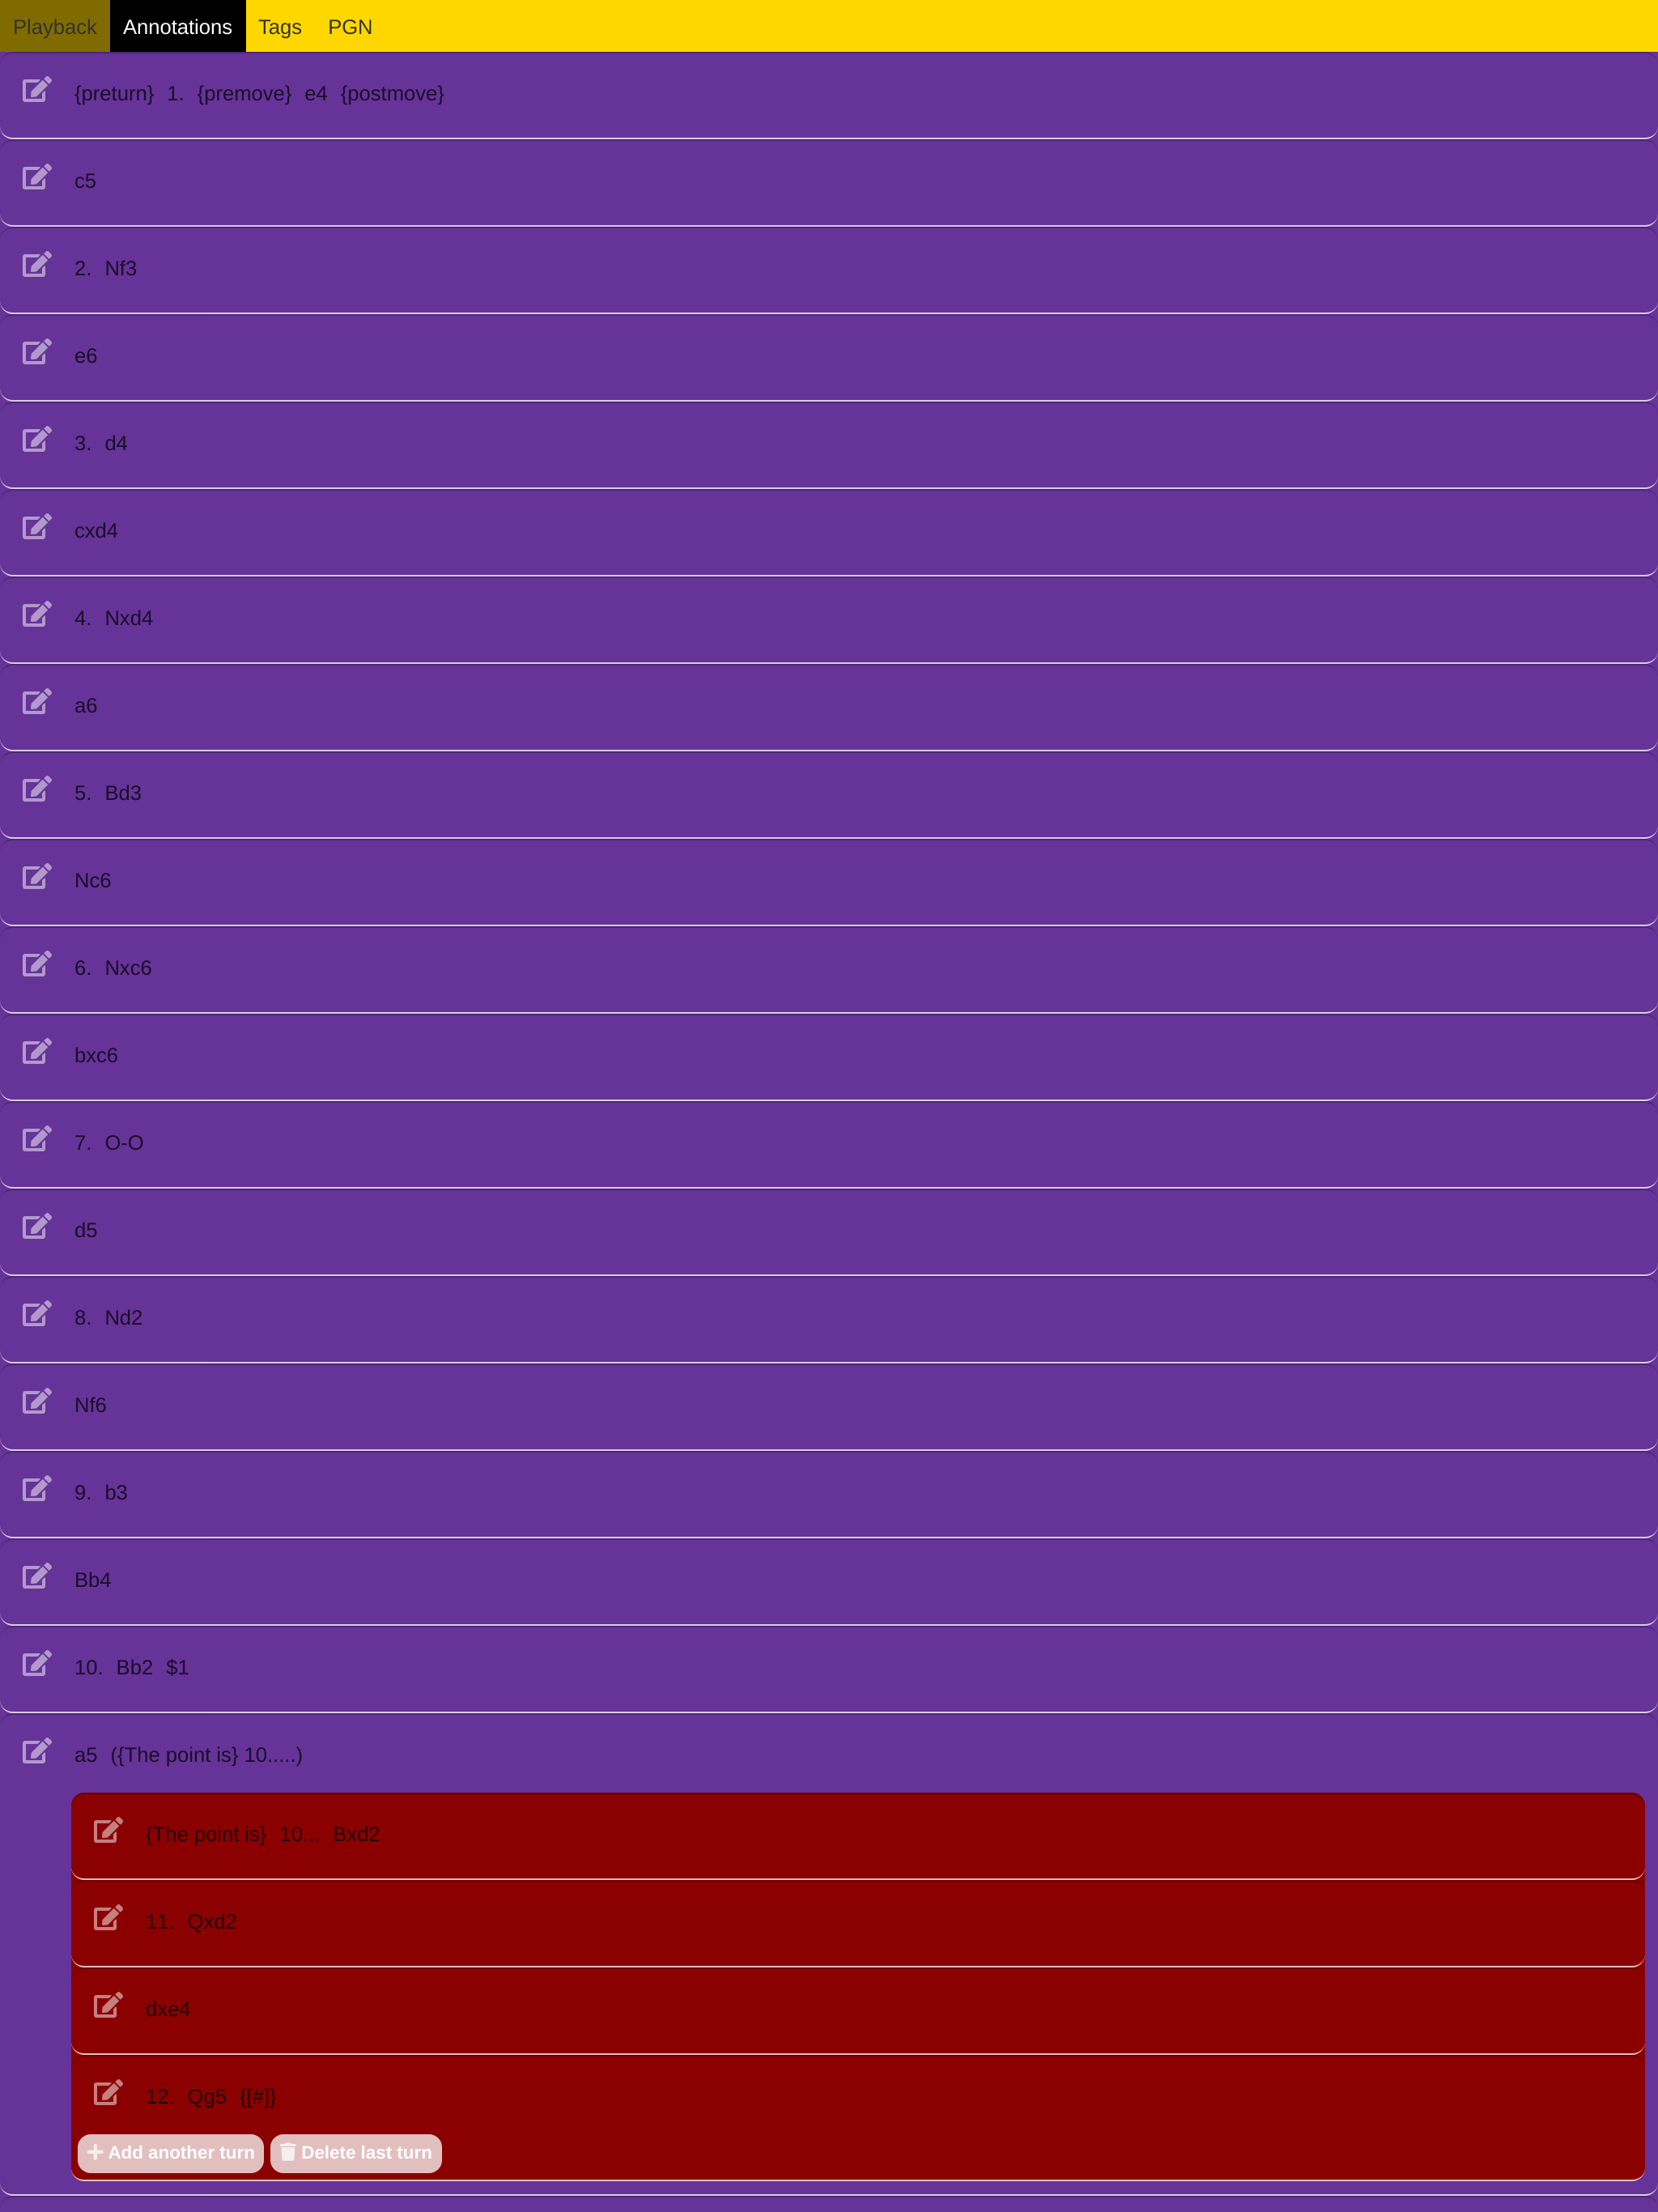 Playback Annotations Tags PGN
{preturn} 1. {premove} e4 {postmove}
c5
2. Nf3
e6
3. d4
cxd4
4. Nxd4
a6
5. Bd3
Nc6
6. Nxc6
bxc6
7. O-O
d5
8. Nd2
Nf6
9. b3
Bb4
10. Bb2 $1
a5 ({The point is} 10.....)
{The point is} 10... Bxd2
11. Qxd2
dxe4
12. Qg5 {[#]}
Add another turn Delete last turn